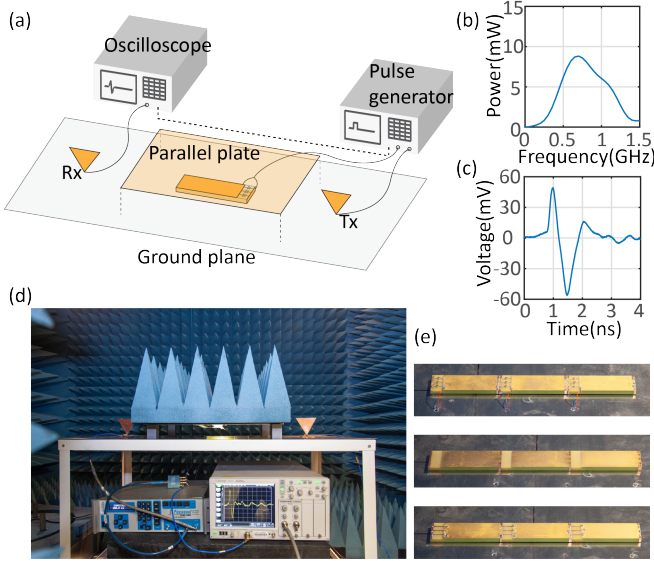 (a)
Oscilloscope
Pulse
generator
Parallel plate
Rx
Tx
Ground plane
(b)
Power(mW)
15
10
5
0
0 0.5 1 1.5
Frequency(GHz)
(c)
Voltage(mV)
60
30
0
-30
-60
0 1 2 3 4
Time(ns)
(d)
(e)